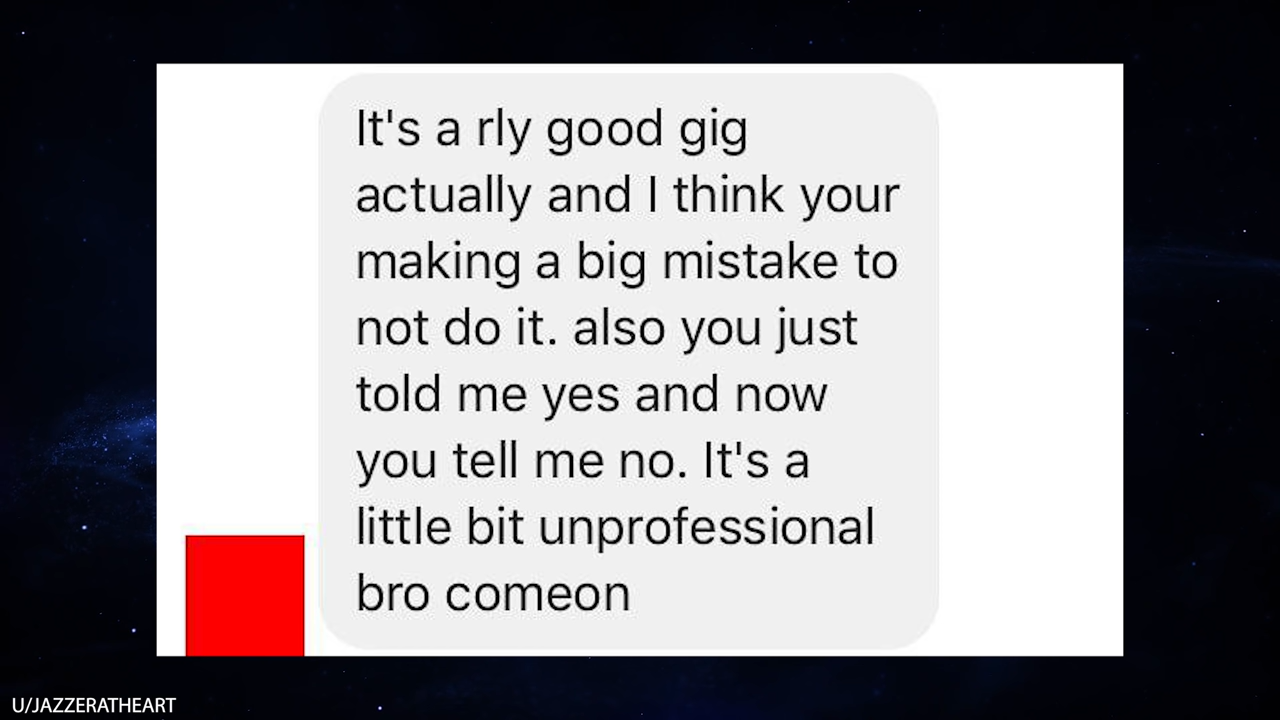 It's a rly good gig
actually and I think your
making a big mistake to
not do it. also you just
told me yes and now
you tell me no. It's a
little bit unprofessional
bro comeon
U/JAZZERATHEART